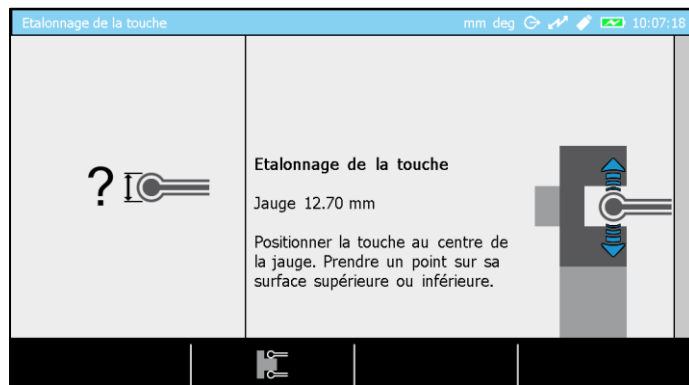 Etalonnage de la touche
mm deg 10:07:18
?
Etalonnage de la touche
Jauge 12.70 mm
Positionner la touche au centre de
la jauge. Prendre un point sur sa
surface supérieure ou inférieure.